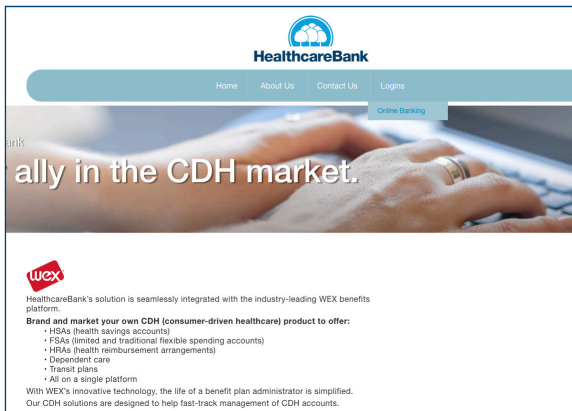 HealthcareBank
Home About Us Contact Us Logins
Online Banking
ank
ally in the CDH market.
wex
HealthcareBank's solution is seamlessly integrated with the industry-leading WEX benefits
platform.
Brand and market your own CDH (consumer-driven healthcare) product to offer:
• HSAs (health savings accounts)
• FSAs (limited and traditional flexible spending accounts)
• HRAs (health reimbursement arrangements)
• Dependent care
• Transit plans
• All on a single platform
With WEX's innovative technology, the life of a benefit plan administrator is simplified.
Our CDH solutions are designed to help fast-track management of CDH accounts.